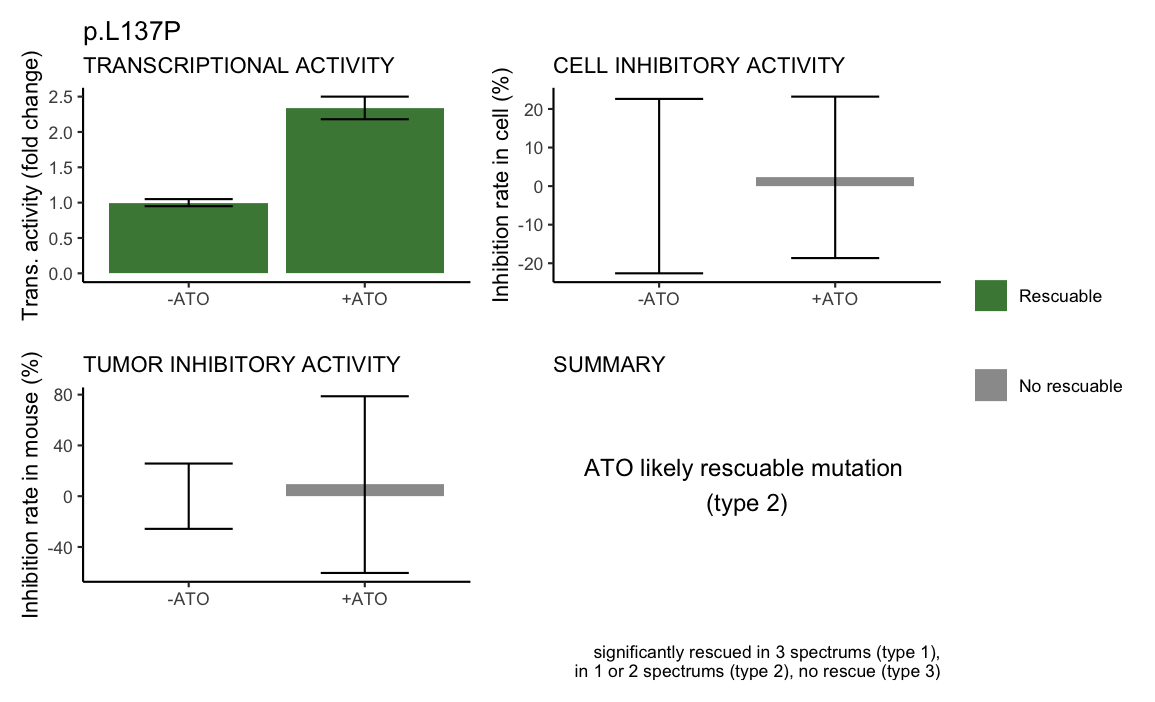 p.L137P
TRANSCRIPTIONAL ACTIVITY
Trans. activity (fold change)
2.5
2.0
1.5
1.0
0.5
0.0
-ATO
+ATO
CELL INHIBITORY ACTIVITY
Inhibition rate in cell (%)
20
10
0
-10
-20
-ATO
+ATO
Rescuable
No rescuable
TUMOR INHIBITORY ACTIVITY
Inhibition rate in mouse (%)
80
40
0
-40
-ATO
+ATO
SUMMARY
ATO likely rescuable mutation
(type 2)
significantly rescued in 3 spectrums (type 1),
in 1 or 2 spectrums (type 2), no rescue (type 3)